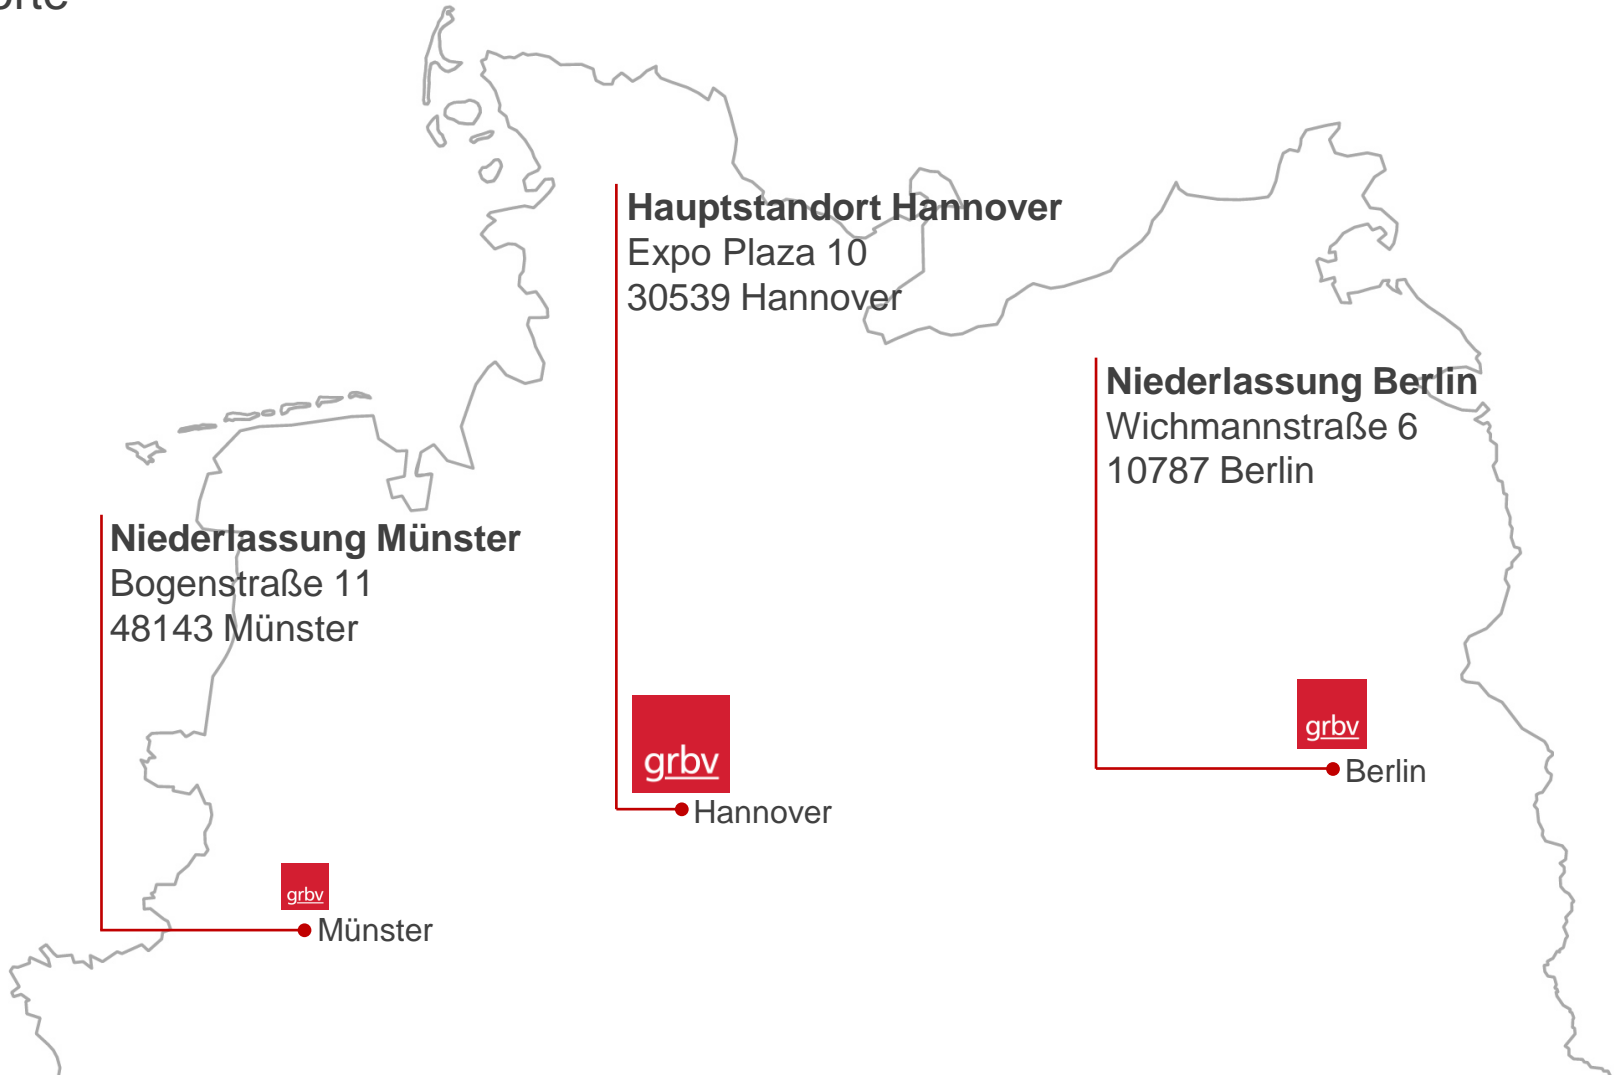 Hauptstandort Hannover
Expo Plaza 10
30539 Hannover
Niederlassung Berlin
Wichmannstraße 6
10787 Berlin
Niederlassung Münster
Bogenstraße 11
48143 Münster
grbv
Berlin
grbv
Hannover
grbv
Münster